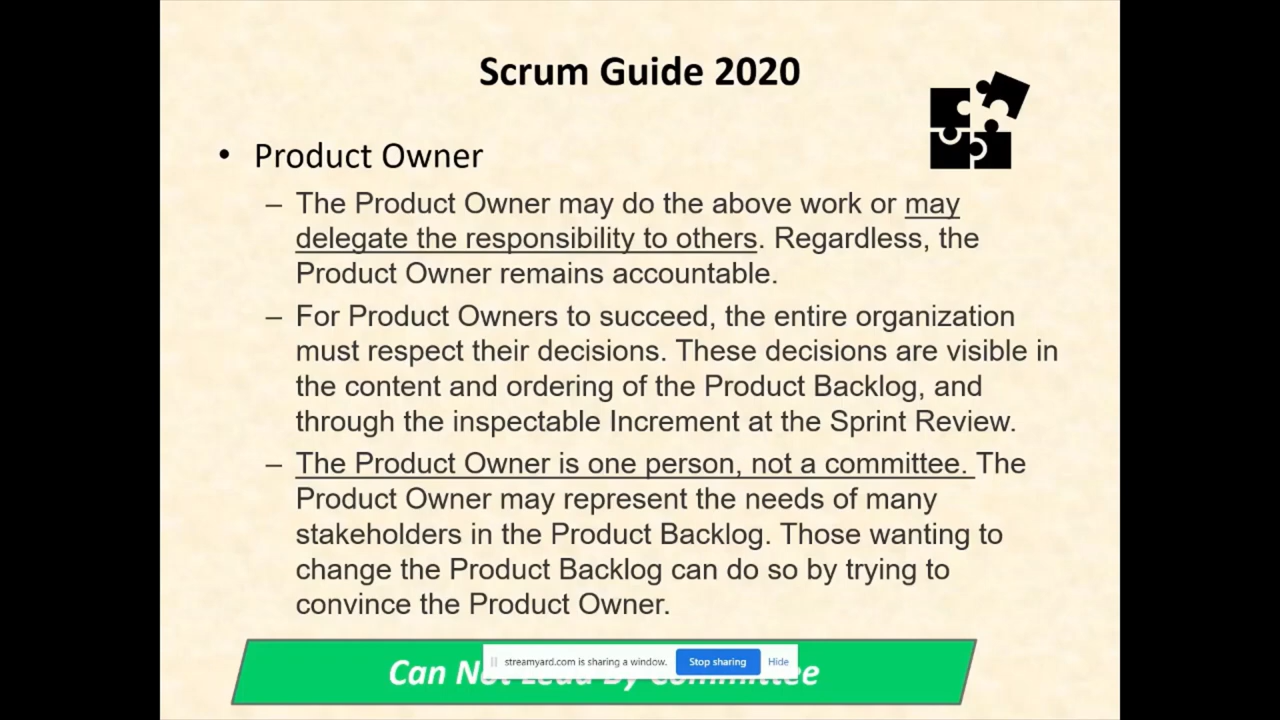 Scrum Guide 2020
• Product Owner
– The Product Owner may do the above work or may
delegate the responsibility to others. Regardless, the
Product Owner remains accountable.
– For Product Owners to succeed, the entire organization
must respect their decisions. These decisions are visible in
the content and ordering of the Product Backlog, and
through the inspectable Increment at the Sprint Review.
– The Product Owner is one person, not a committee. The
Product Owner may represent the needs of many
stakeholders in the Product Backlog. Those wanting to
change the Product Backlog can do so by trying to
convince the Product Owner.
streamyard.com is sharing a window. Stop sharing Hide
Can Not Lead By Committee